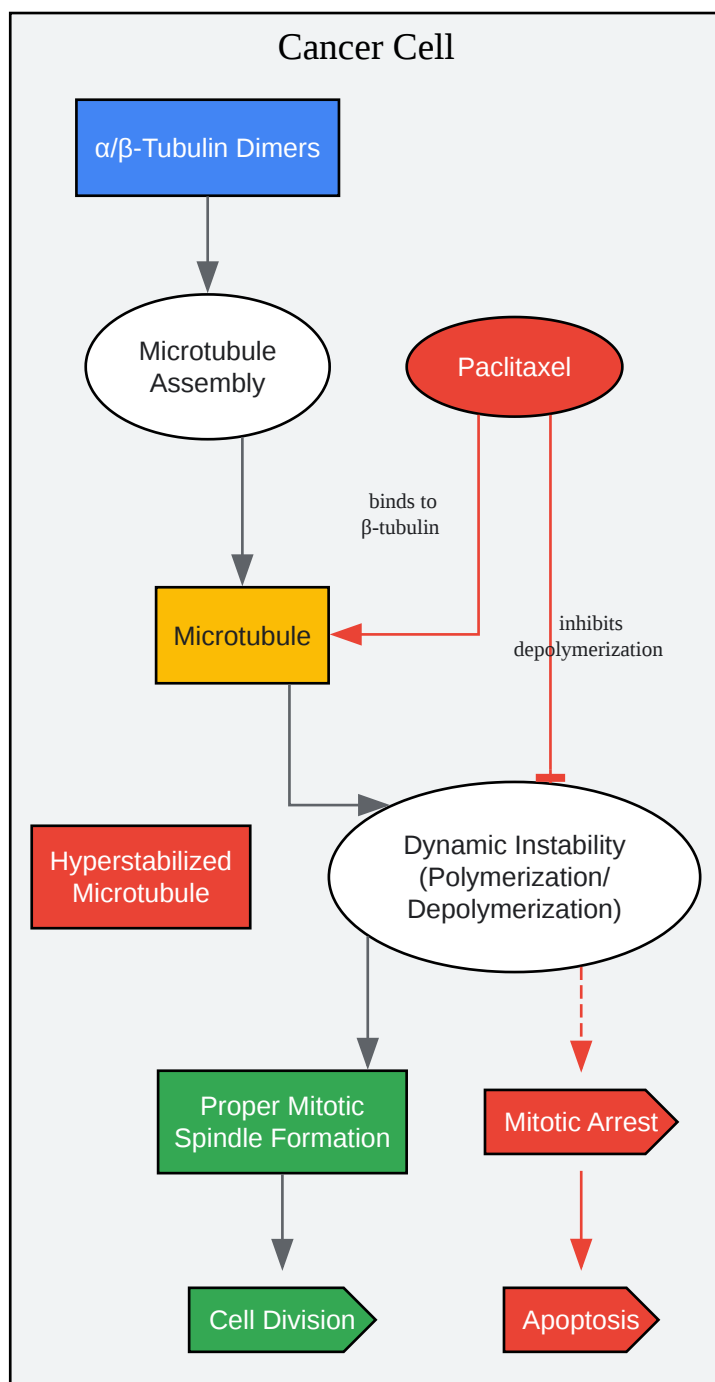 Cancer Cell
α/β-Tubulin Dimers
Microtubule
Assembly
Paclitaxel
binds to
β-tubulin
Microtubule
inhibits
depolymerization
Hyperstabilized
Microtubule
Dynamic Instability
(Polymerization/
Depolymerization)
Proper Mitotic
Spindle Formation
Mitotic Arrest
Cell Division
Apoptosis